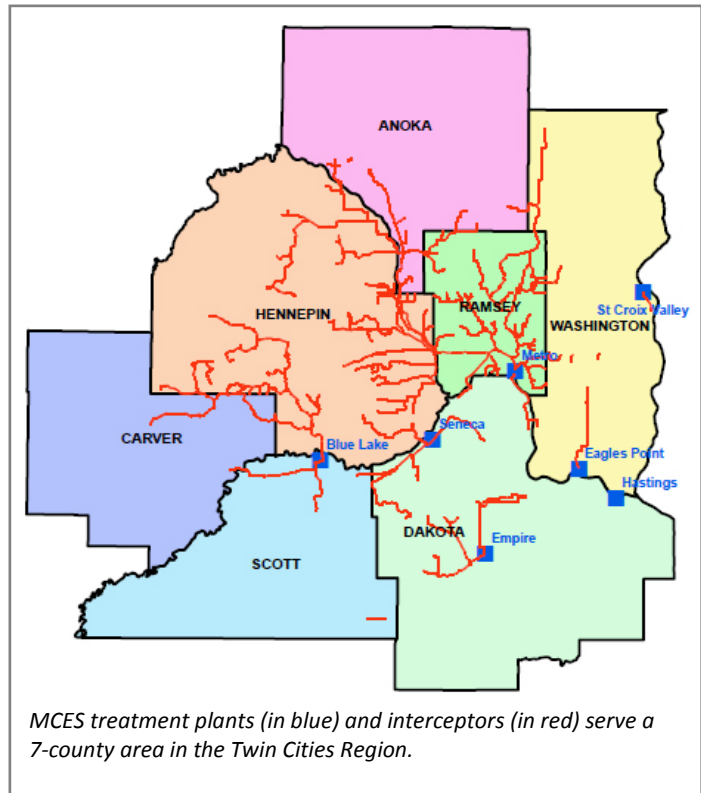 ANOKA
HENNEPIN
RAMSEY
St Croix Valley
WASHINGTON
Metro
CARVER
Seneca
Blue Lake
Eagles Point
Hastings
DAKOTA
Empire
SCOTT
MCES treatment plants (in blue) and interceptors (in red) serve a
7-county area in the Twin Cities Region.